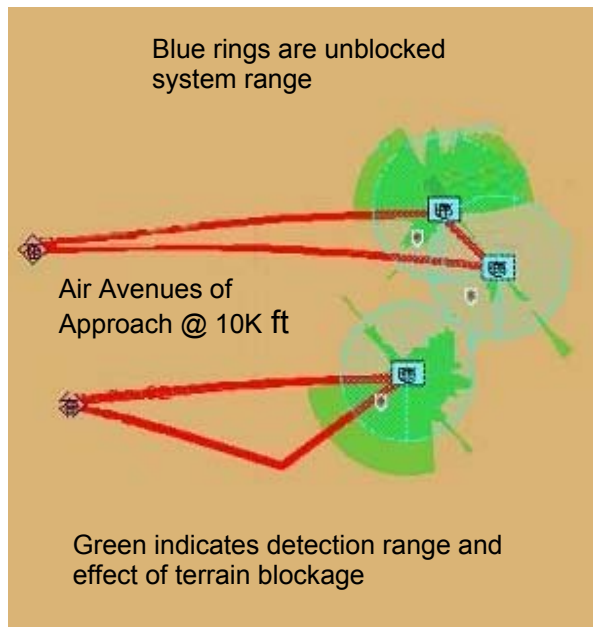 Blue rings are unblocked
system range
Air Avenues of
Approach @ 10K ft
Green indicates detection range and
effect of terrain blockage